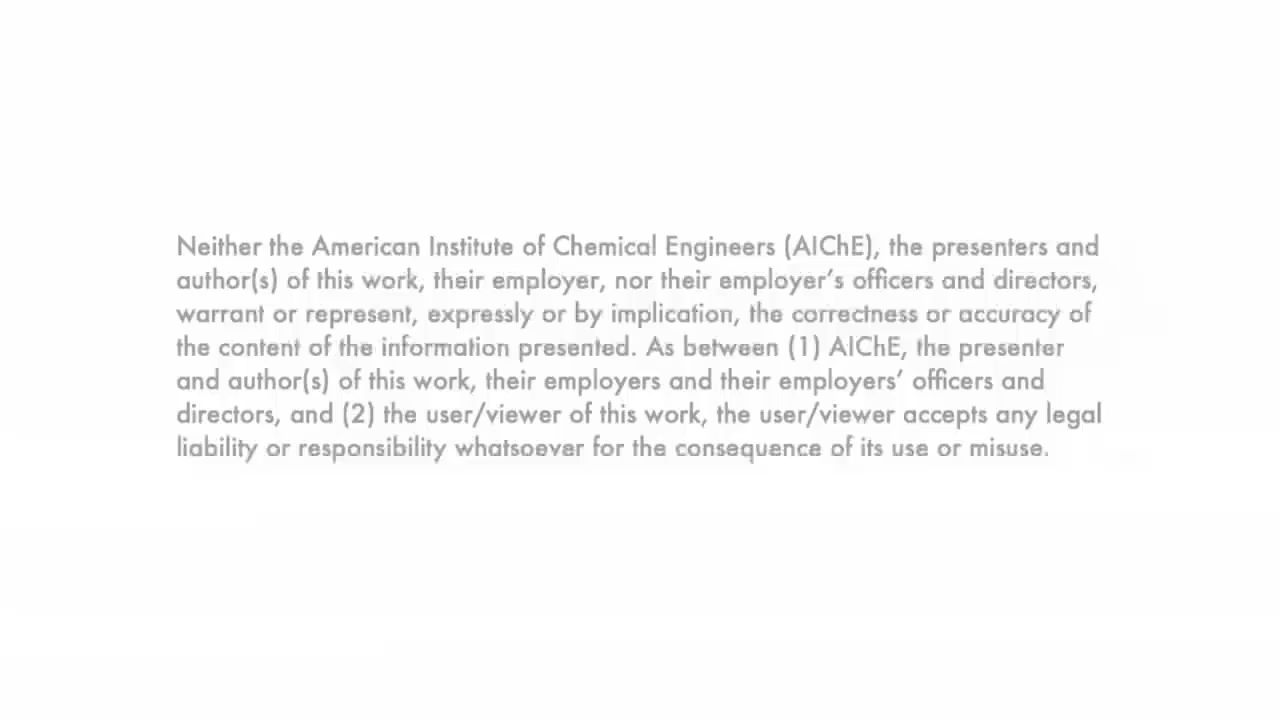 Neither the American Institute of Chemical Engineers (AIChE), the presenters and
author(s) of this work, their employer, nor their employer’s officers and directors,
warrant or represent, expressly or by implication, the correctness or accuracy of
the content of the information presented. As between (1) AIChE, the presenter
and author(s) of this work, their employers and their employers’ officers and
directors, and (2) the user/viewer of this work, the user/viewer accepts any legal
liability or responsibility whatsoever for the consequence of its use or misuse.